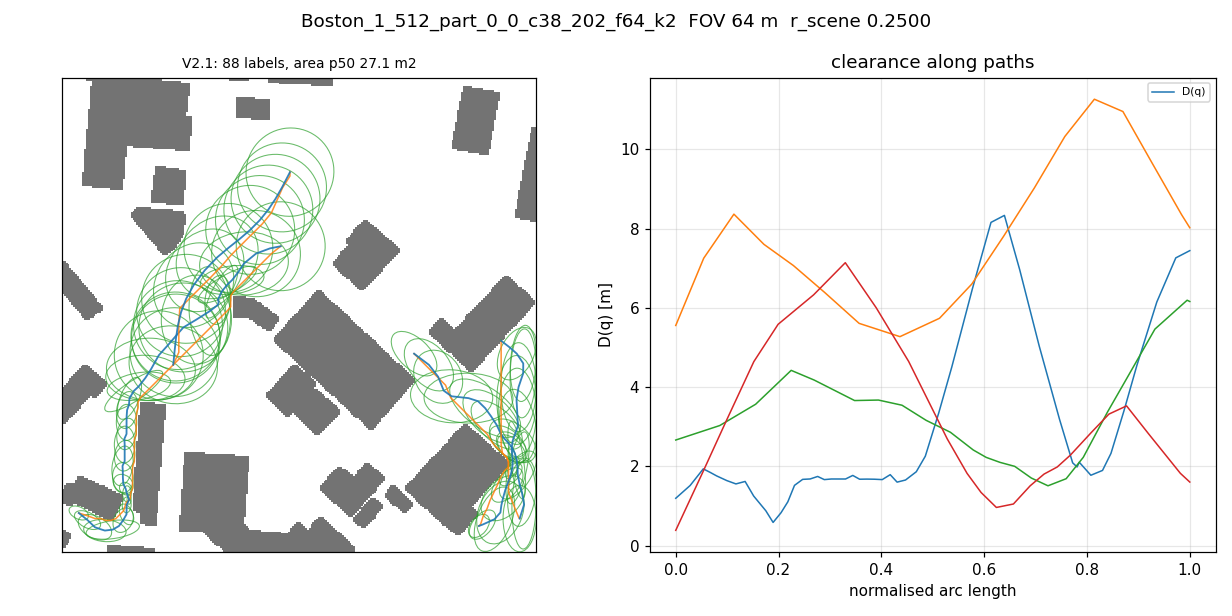 Boston_1_512_part_0_0_c38_202_f64_k2  FOV 64 m  r_scene 0.2500
V2.1: 88 labels, area p50 27.1 m2
clearance along paths
D(q)
D(q) [m]
10
8
6
4
2
0
0.0 0.2 0.4 0.6 0.8 1.0
normalised arc length